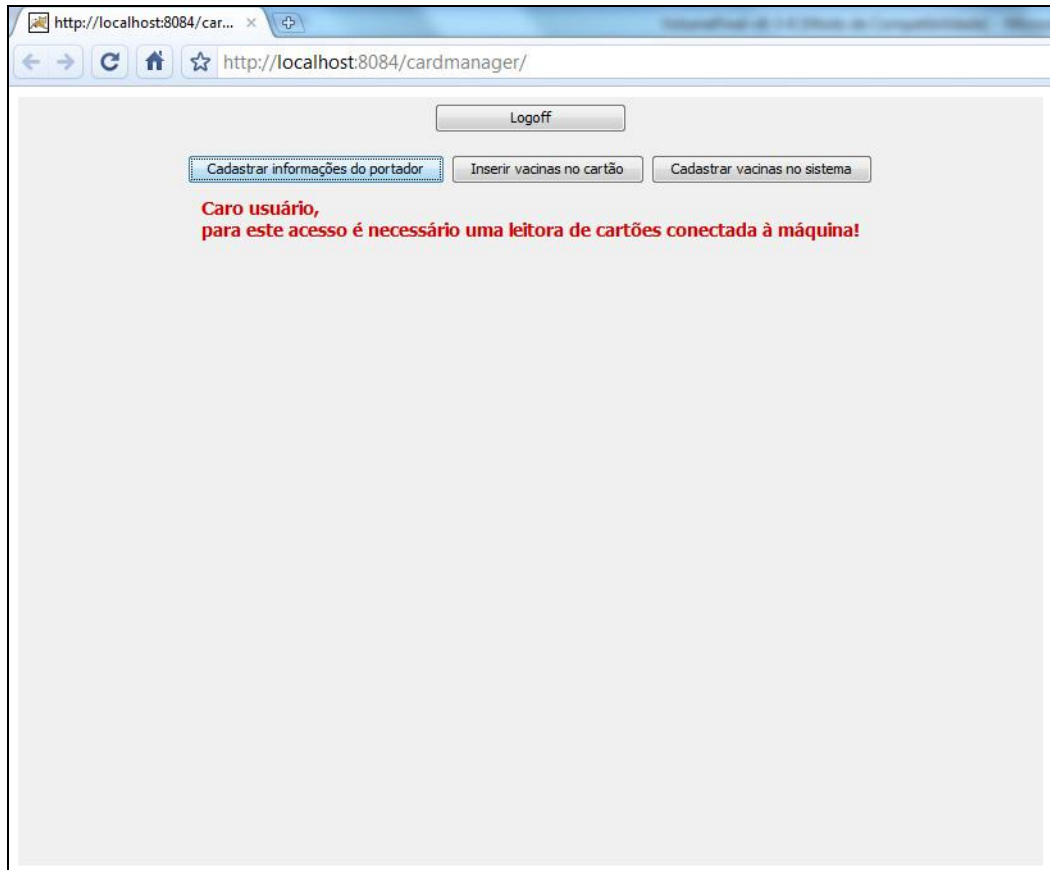 http://localhost:8084/car...
http://localhost:8084/cardmanager/
Logoff
Cadastrar informações do portador
Inserir vacinas no cartão
Cadastrar vacinas no sistema
Caro usuário,
para este acesso é necessário uma leitora de cartões conectada à máquina!